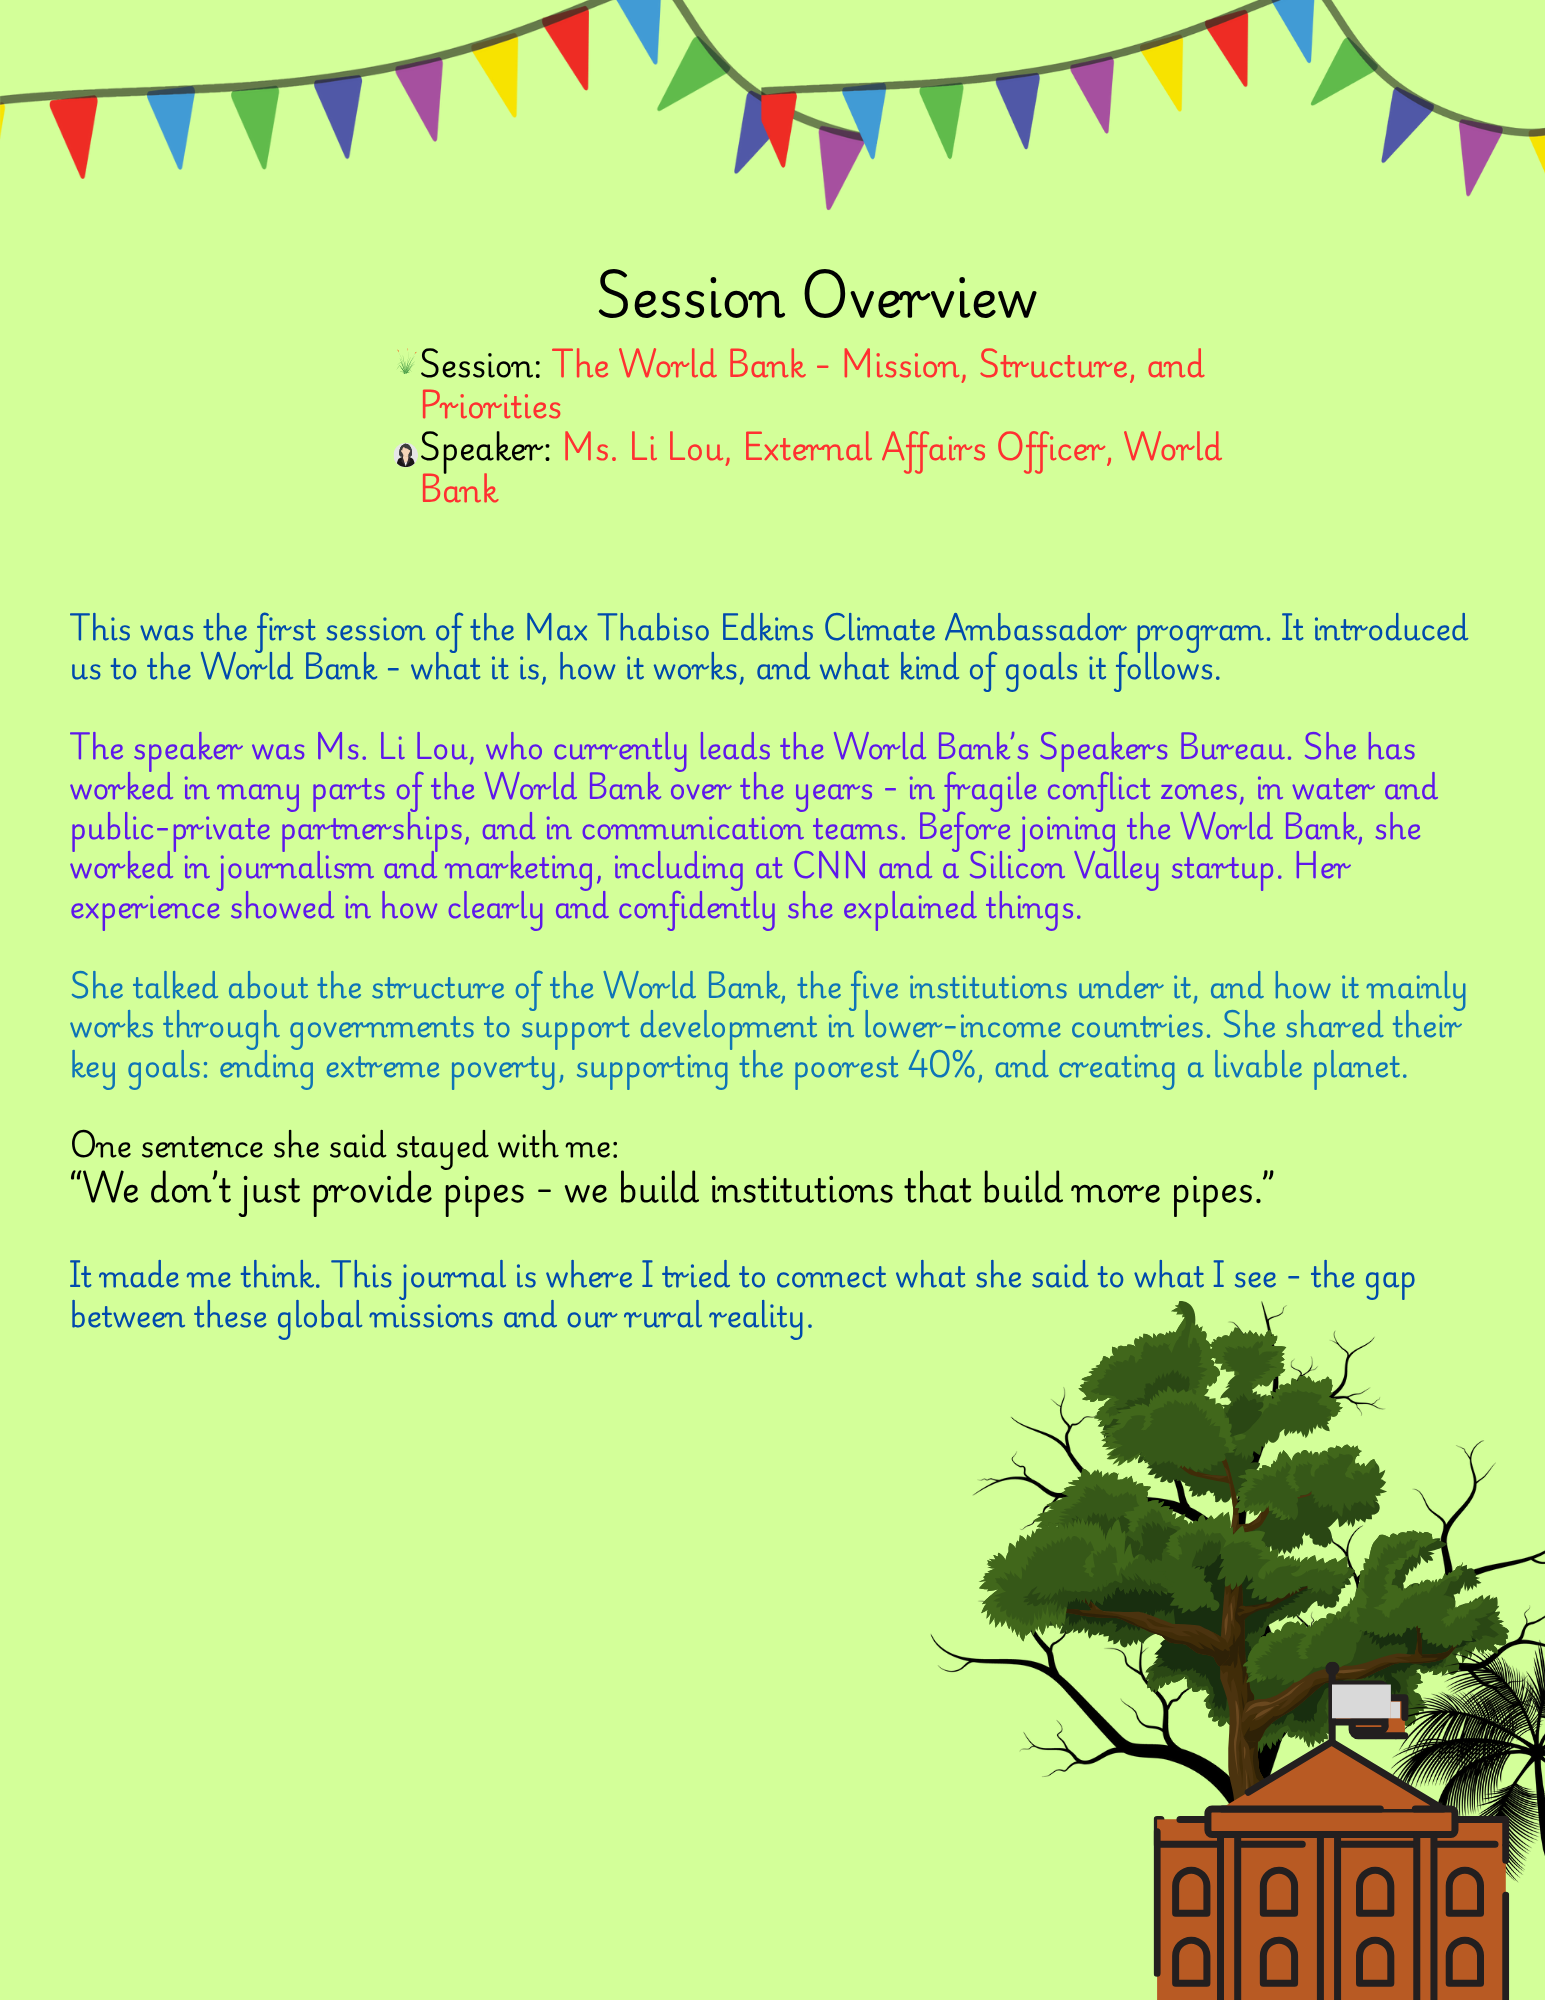 Session Overview
Session: The World Bank - Mission, Structure, and
Priorities
Speaker: Ms. Li Lou, External Affairs Officer, World
Bank
This was the first session of the Max Thabiso Edkins Climate Ambassador program. It introduced
us to the World Bank - what it is, how it works, and what kind of goals it follows.
The speaker was Ms. Li Lou, who currently leads the World Bank's Speakers Bureau. She has
worked in many parts of the World Bank over the years - in fragile conflict zones, in water and
public-private partnerships, and in communication teams. Before joining the World Bank, she
worked in journalism and marketing, including at CNN and a Silicon Valley startup. Her
experience showed in how clearly and confidently she explained things.
She talked about the structure of the World Bank, the five institutions under it, and how it mainly
works through governments to support development in lower-income countries. She shared their
key goals: ending extreme poverty, supporting the poorest 40%, and creating a livable planet.
One sentence she said stayed with me:
“We don't just provide pipes - we build institutions that build more pipes.”
It made me think. This journal is where I tried to connect what she said to what I see - the gap
between these global missions and our rural reality.